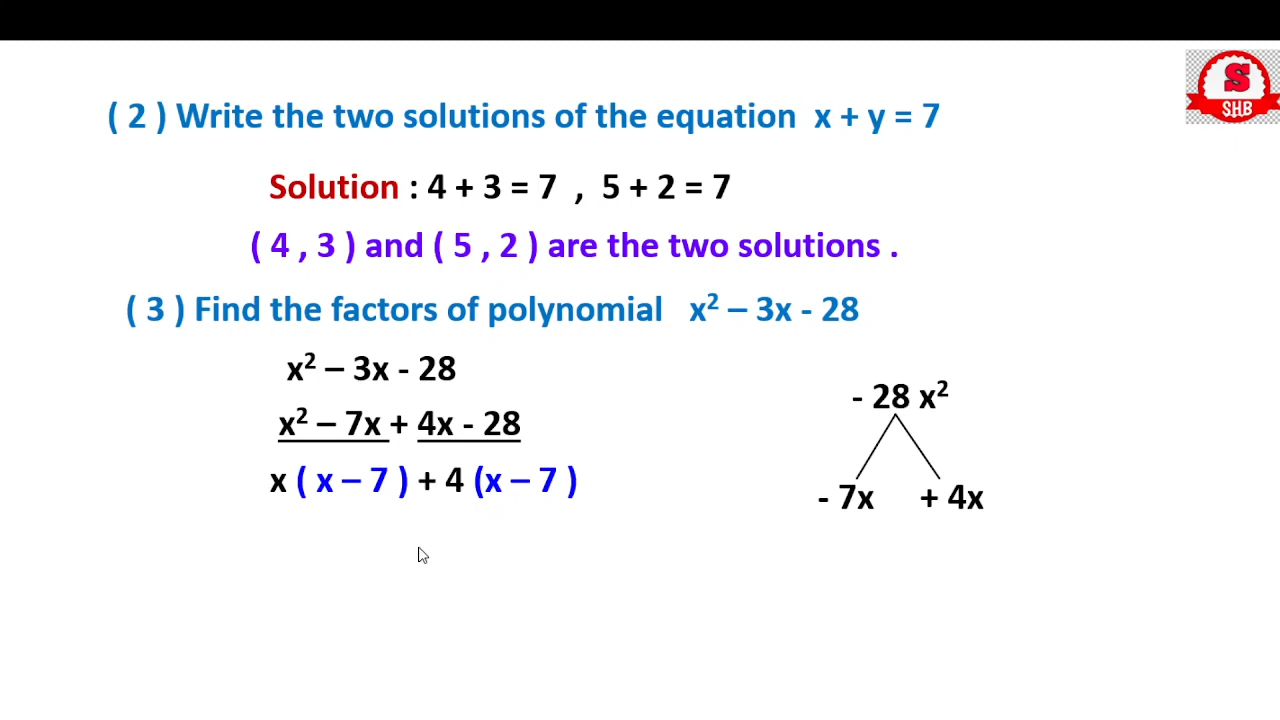 S
SHB
( 2 ) Write the two solutions of the equation x + y = 7
Solution : 4 + 3 = 7 , 5 + 2 = 7
( 4 , 3 ) and ( 5 , 2 ) are the two solutions .
( 3 ) Find the factors of polynomial x² – 3x - 28
x² – 3x - 28
x² – 7x + 4x - 28
x ( x – 7 ) + 4 (x – 7 )
- 28 x²
- 7x + 4x